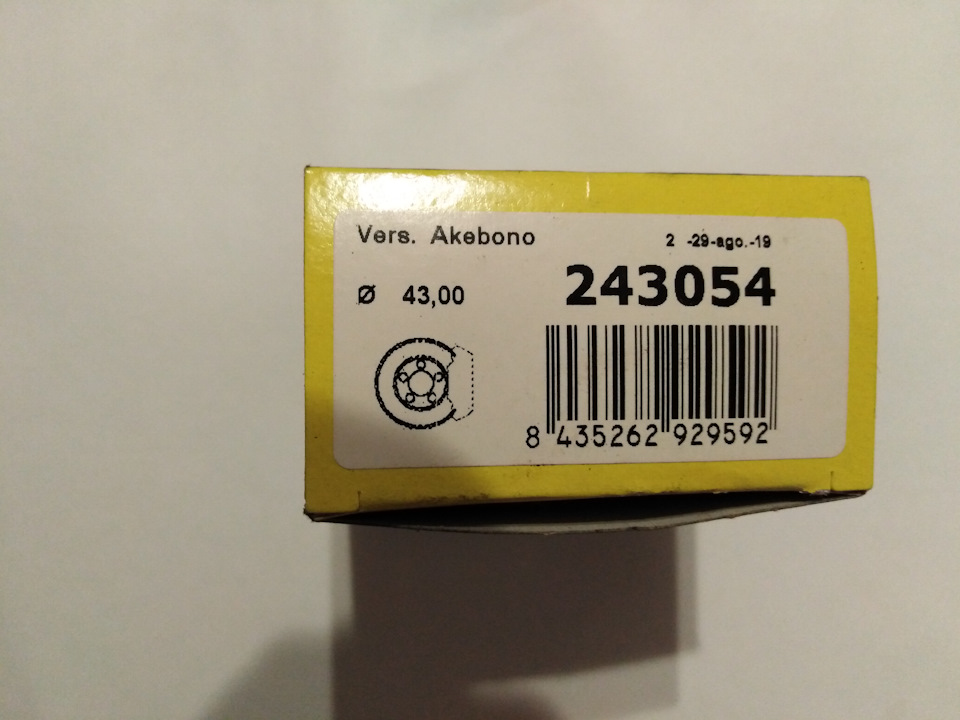 Vers. Akebono
2 -29-ago.-19
Ø 43,00
243054
8 435262 929592